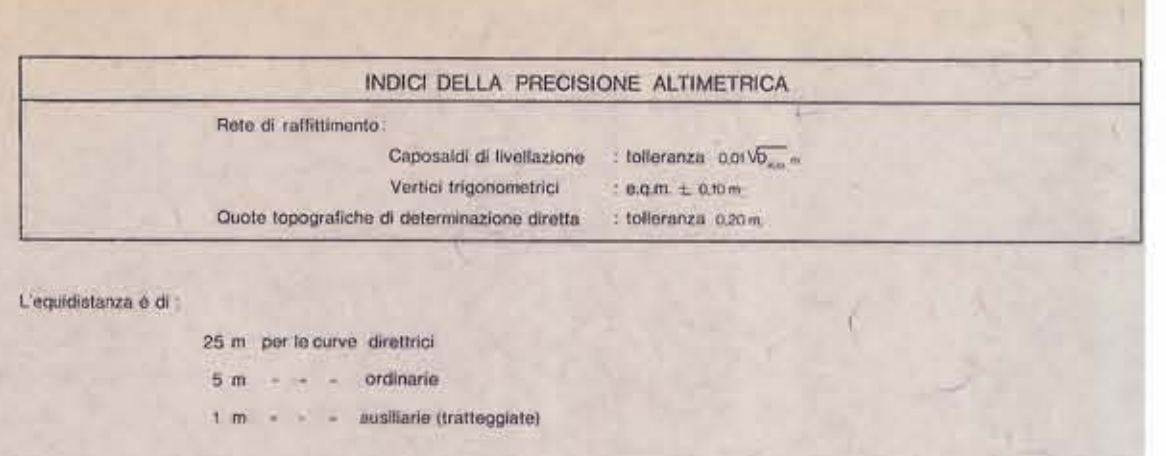 INDICI DELLA PRECISIONE ALTIMETRICA
Rete di raffittimento:
Caposaldi di livellazione : tolleranza 0,01 √D m
Vertici trigonometrici : e.q.m. ± 0,10 m
Quote topografiche di determinazione diretta : tolleranza 0,20 m.
L'equidistanza é di :
25 m per le curve direttrici
5 m - - - ordinarie
1 m - - - ausiliarie (tratteggiate)